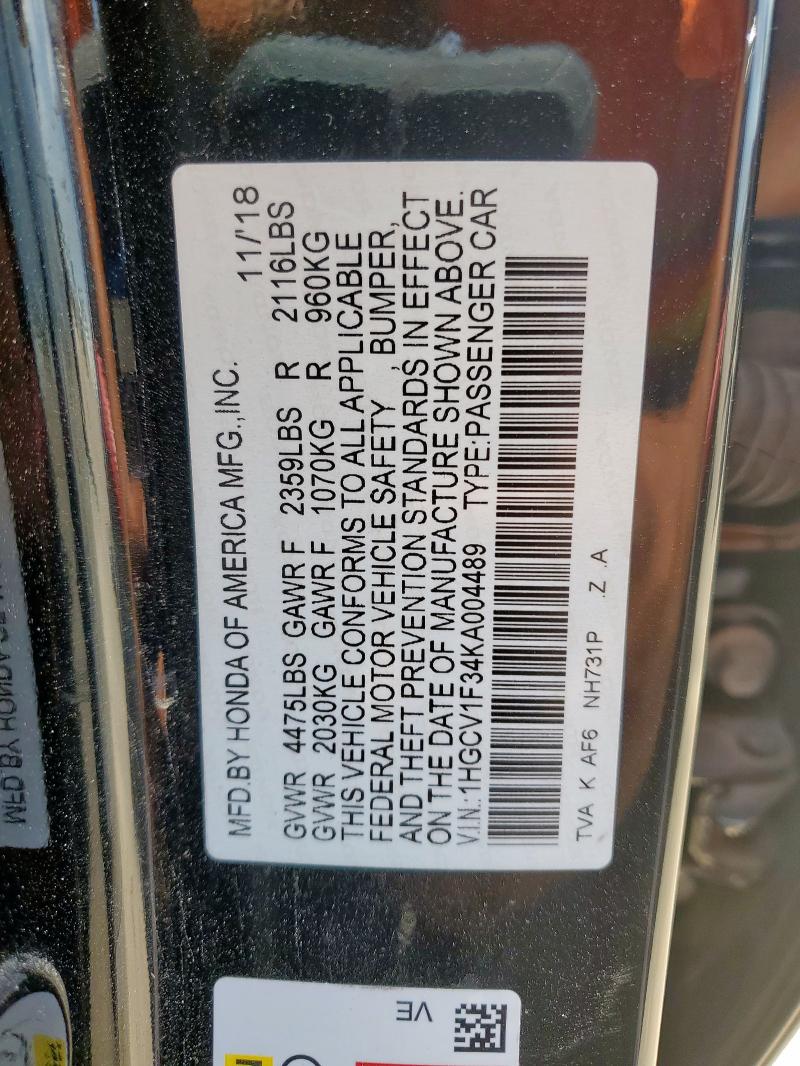 MFD.BY HONDA OF AMERICA MFG.,INC. 11/'18
GVWR 4475LBS GAWR F 2359LBS R 2116LBS
GVWR 2030KG GAWR F 1070KG R 960KG
THIS VEHICLE CONFORMS TO ALL APPLICABLE
FEDERAL MOTOR VEHICLE SAFETY , BUMPER,
AND THEFT PREVENTION STANDARDS, IN EFFECT
ON THE DATE OF MANUFACTURE SHOWN ABOVE.
V.I.N.:1HGCV1F34KA004489 TYPE:PASSENGER CAR
TVA K AF6 NH731P .Z .A
VE
MFD.BY HONDA